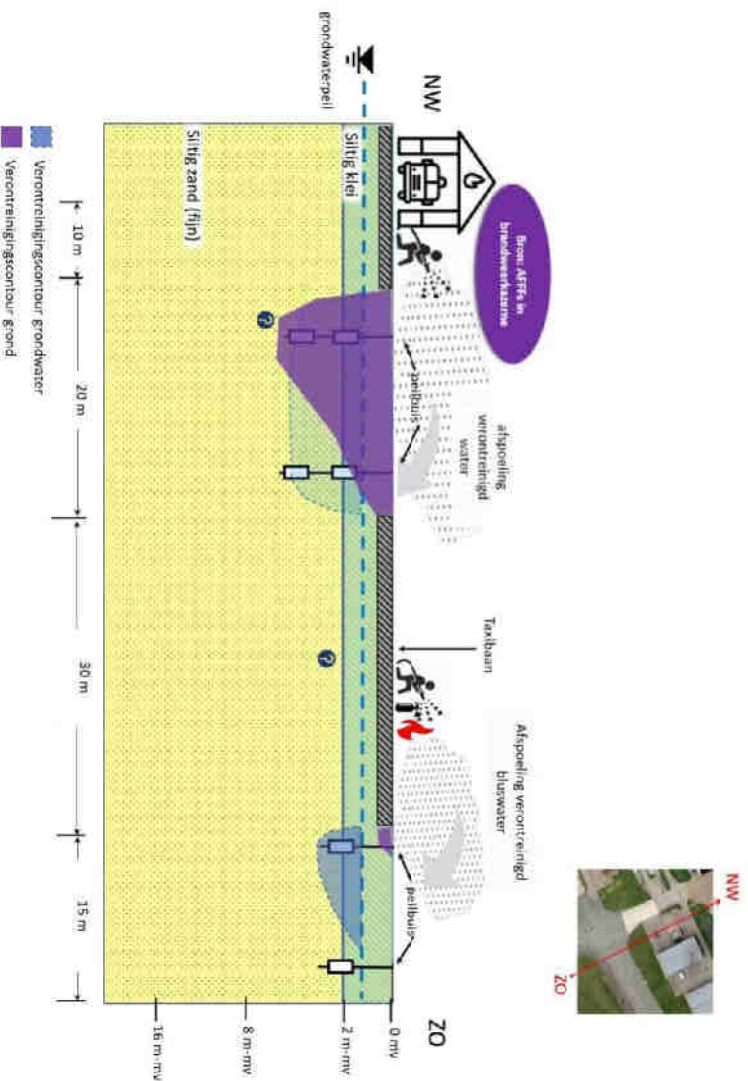 NW
ZO
Bron: AFFFs in
brandweerkazerne
afspoeling
verontreinigd
water
Taxibaan
Afspoeling verontreinigd
bluswater
NW
ZO
peilbuis
peilbuis
grondwaterpeil
Siltig klei
Siltig zand (fijn)
?
?
0 mv
2 m-mv
8 m-mv
16 m-mv
10 m
20 m
30 m
15 m
Verontreinigingscontour grondwater
Verontreinigingscontour grond